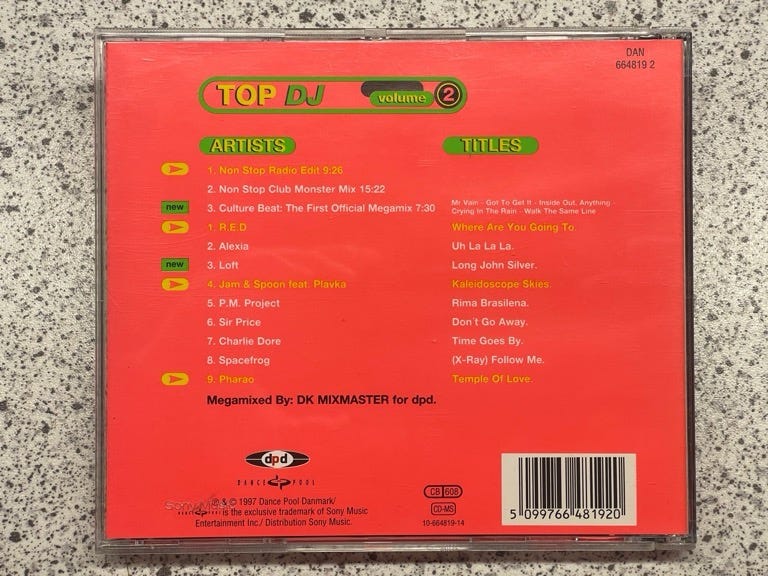 DAN
664819 2
TOP DJ volume 2
ARTISTS TITLES
1. Non Stop Radio Edit 9:26
2. Non Stop Club Monster Mix 15:22
new 3. Culture Beat: The First Official Megamix 7:30 Mr Vain - Got To Get It - Inside Out, Anything -
Crying In The Rain - Walk The Same Line
1. R.E.D Where Are You Going To.
2. Alexia Uh La La La.
new 3. Loft Long John Silver.
4. Jam & Spoon feat. Plavka Kaleidoscope Skies.
5. P.M. Project Rima Brasilena.
6. Sir Price Don´t Go Away.
7. Charlie Dore Time Goes By.
8. Spacefrog (X-Ray) Follow Me.
9. Pharao Temple Of Love.
Megamixed By: DK MIXMASTER for dpd.
dpd
DANCE dp POOL
CB 608
CD-MS
10-664819-14
Sony Music
℗ & © 1997 Dance Pool Danmark/
DANCE dp POOL is the exclusive trademark of Sony Music
Entertainment Inc./ Distribution Sony Music.
5 099766 481920